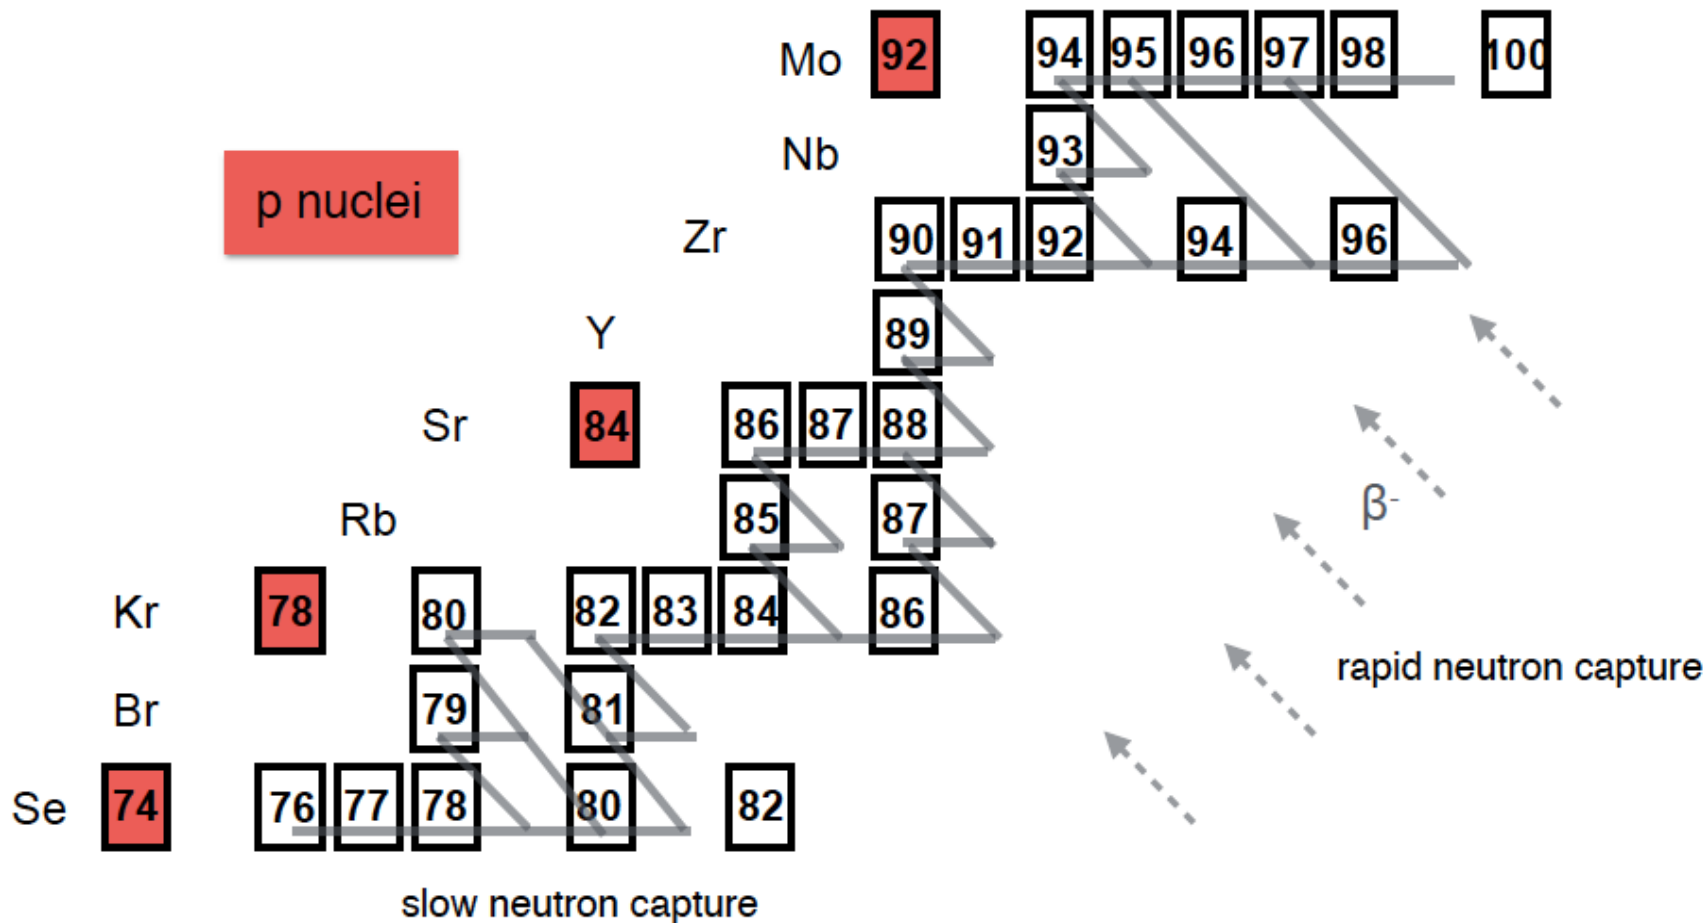 Mo 92 94 95 96 97 98 100
Nb 93
p nuclei
Zr 90 91 92 94 96
Y 89
Sr 84 86 87 88
Rb 85 87
β-
Kr 78 80 82 83 84 86
rapid neutron capture
Br 79 81
Se 74 76 77 78 80 82
slow neutron capture